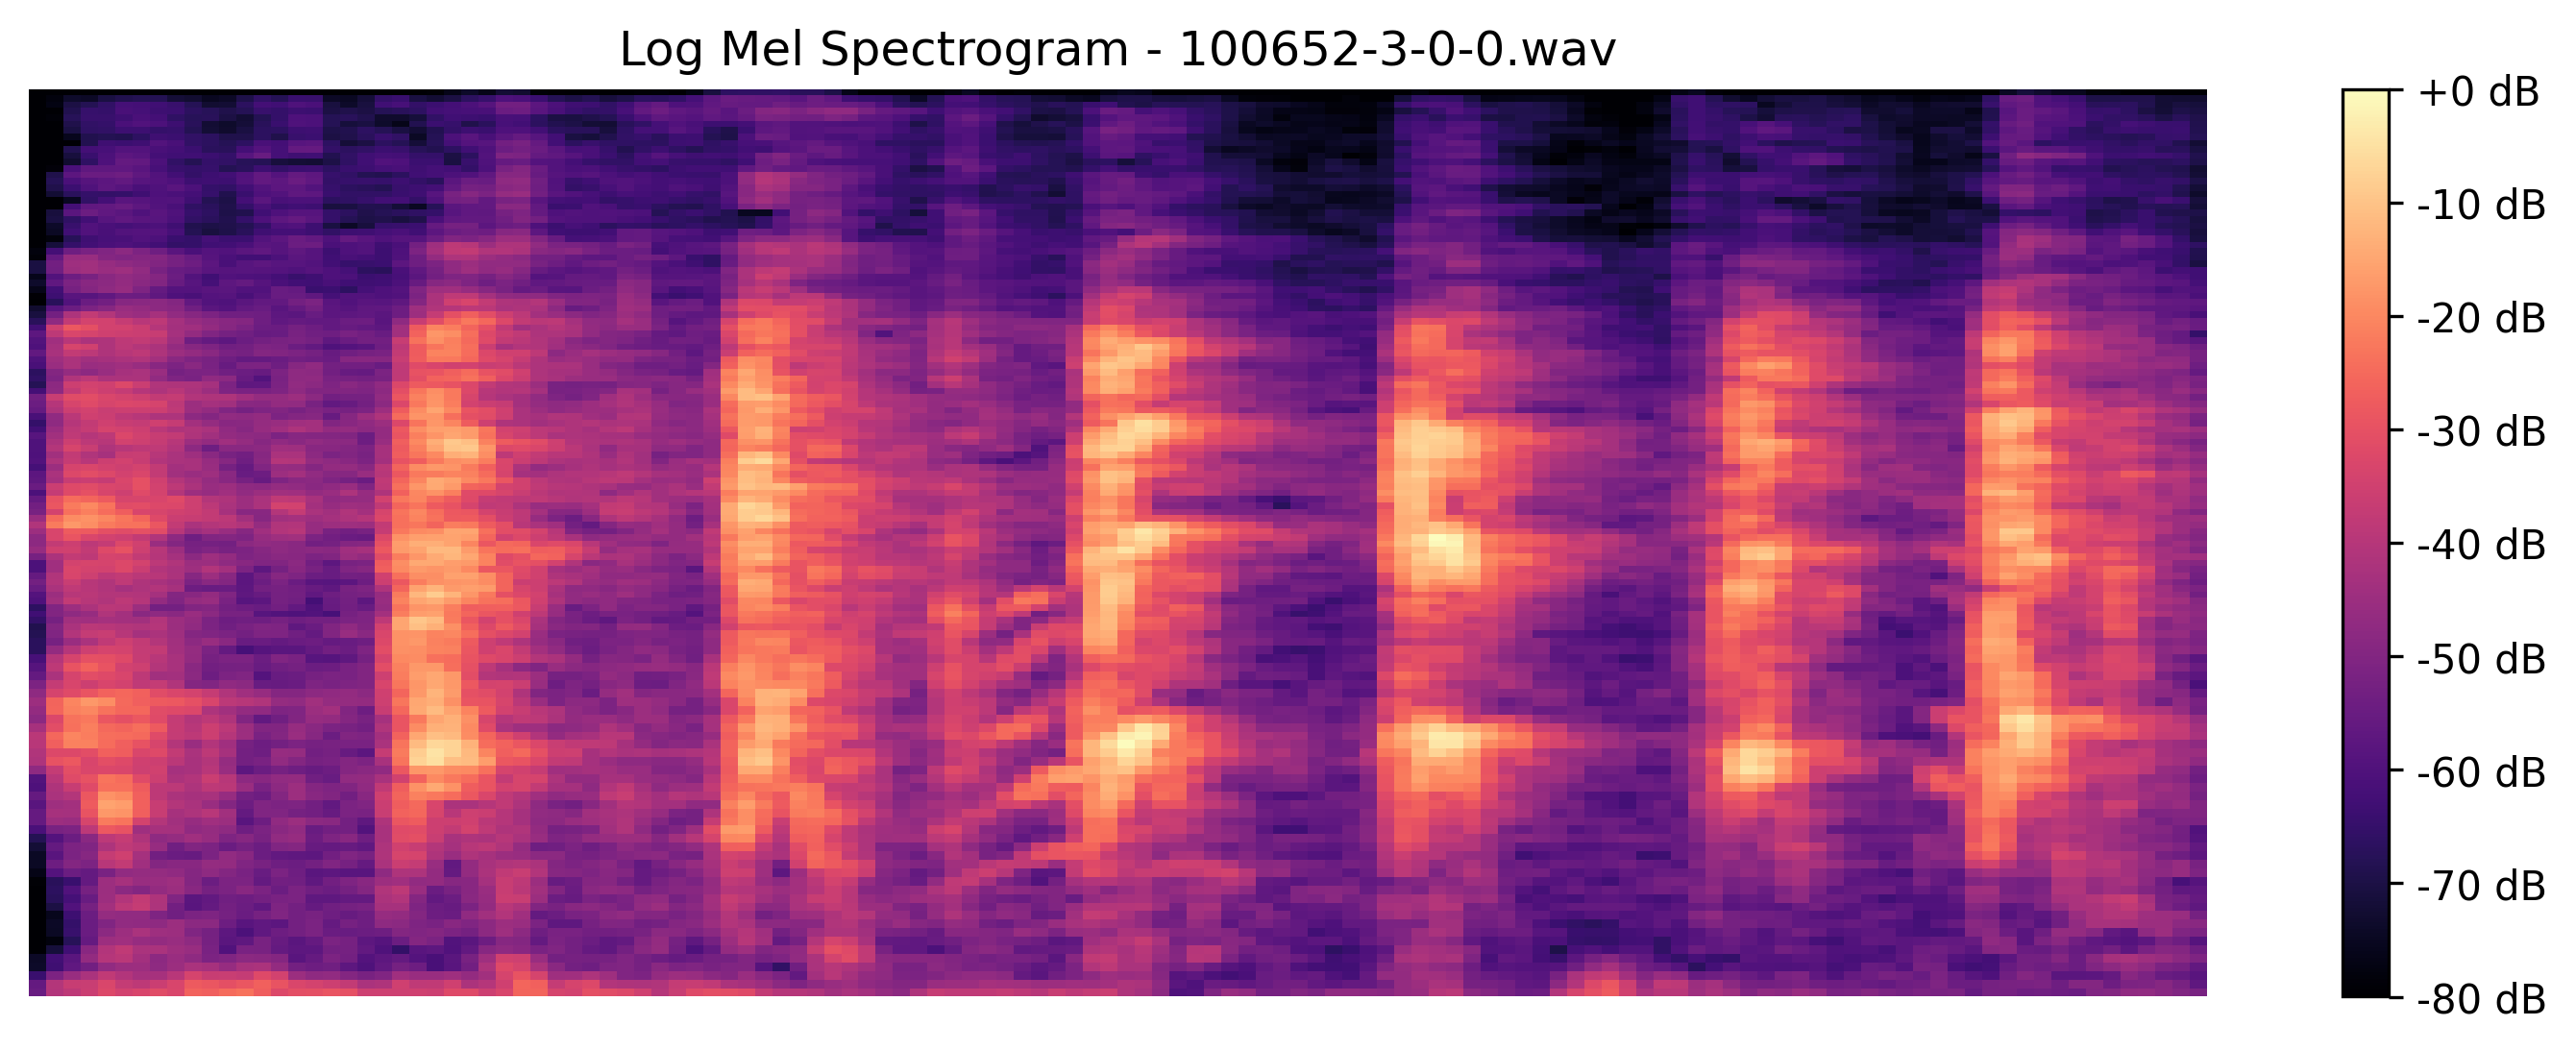 Log Mel Spectrogram - 100652-3-0-0.wav
+0 dB
-10 dB
-20 dB
-30 dB
-40 dB
-50 dB
-60 dB
-70 dB
-80 dB